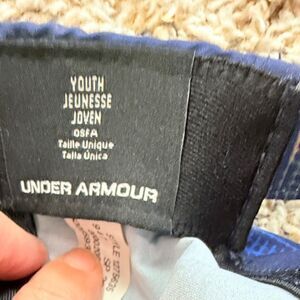 YOUTH
JEUNESSE
JOVEN
OSFA
Taille Unique
Talla Única
UNDER ARMOUR